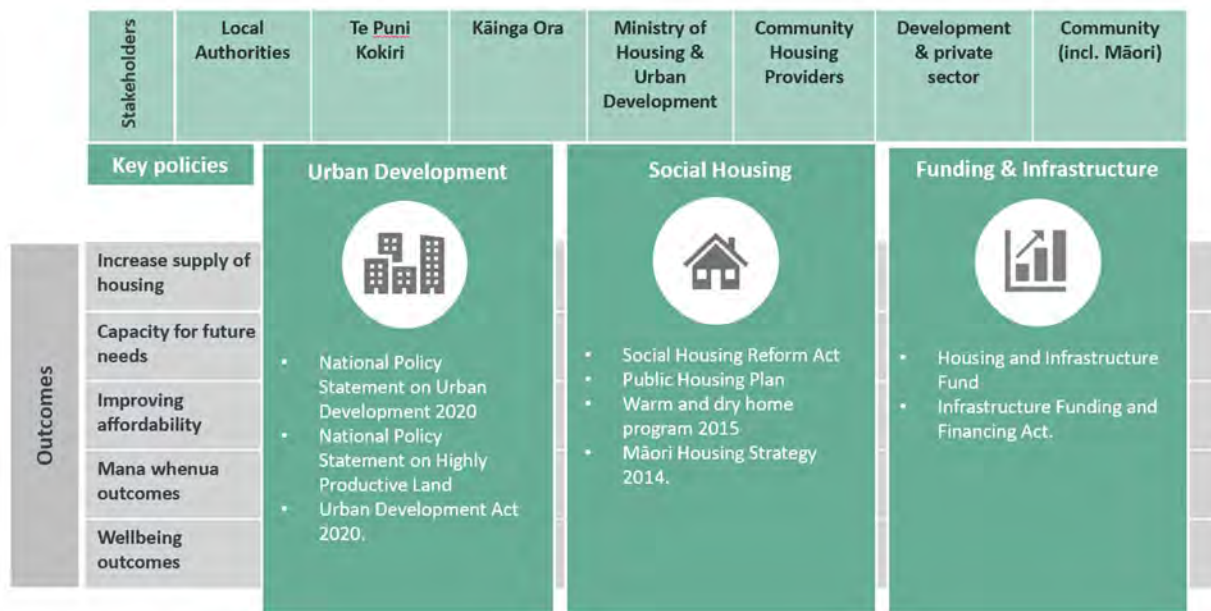 Stakeholders
Local
Authorities
Te Puni
Kokiri
Kāinga Ora
Ministry of
Housing &
Urban
Development
Community
Housing
Providers
Development
& private
sector
Community
(incl. Māori)
Key policies
Urban Development
Social Housing
Funding & Infrastructure
Outcomes
Increase supply of
housing
Capacity for future
needs
Improving
affordability
Mana whenua
outcomes
Wellbeing
outcomes
• National Policy
Statement on Urban
Development 2020
• National Policy
Statement on Highly
Productive Land
• Urban Development Act
2020.
• Social Housing Reform Act
• Public Housing Plan
• Warm and dry home
program 2015
• Māori Housing Strategy
2014.
• Housing and Infrastructure
Fund
• Infrastructure Funding and
Financing Act.